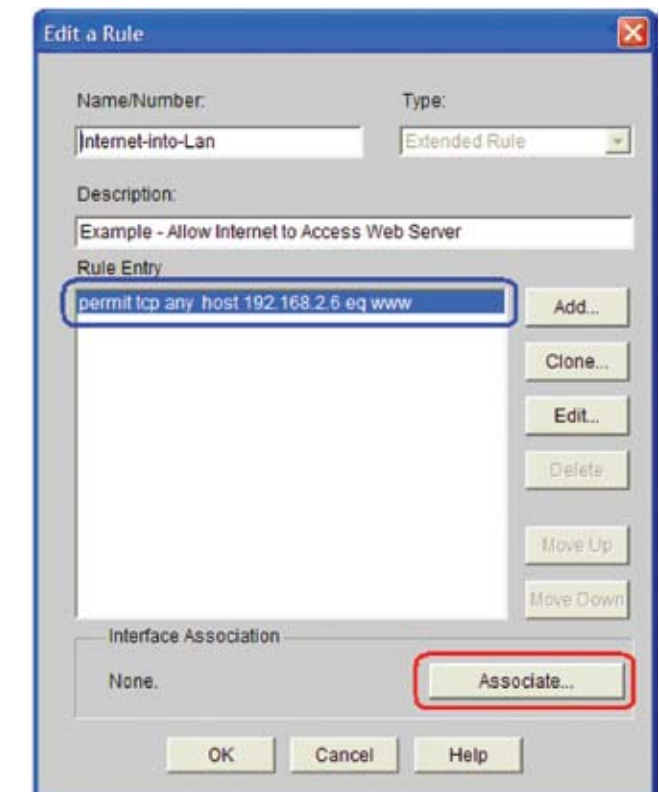 Edit a Rule
Name/Number:
Type:
Internet-into-Lan
Extended Rule
Description:
Example - Allow Internet to Access Web Server
Rule Entry
permit tcp any host 192.168.2.6 eq www
Add...
Clone...
Edit...
Delete
Move Up
Move Down
Interface Association
None.
Associate...
OK
Cancel
Help